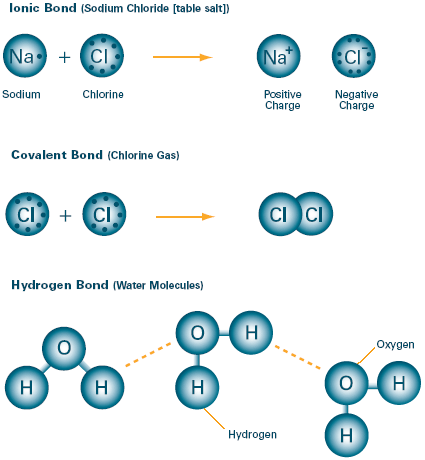 Ionic Bond (Sodium Chloride [table salt])
Na + Cl Na+ Cl-
Sodium Chlorine Positive Charge Negative Charge
Covalent Bond (Chlorine Gas)
Cl + Cl Cl Cl
Hydrogen Bond (Water Molecules)
O H
O
Oxygen
H H H O H
Hydrogen
H